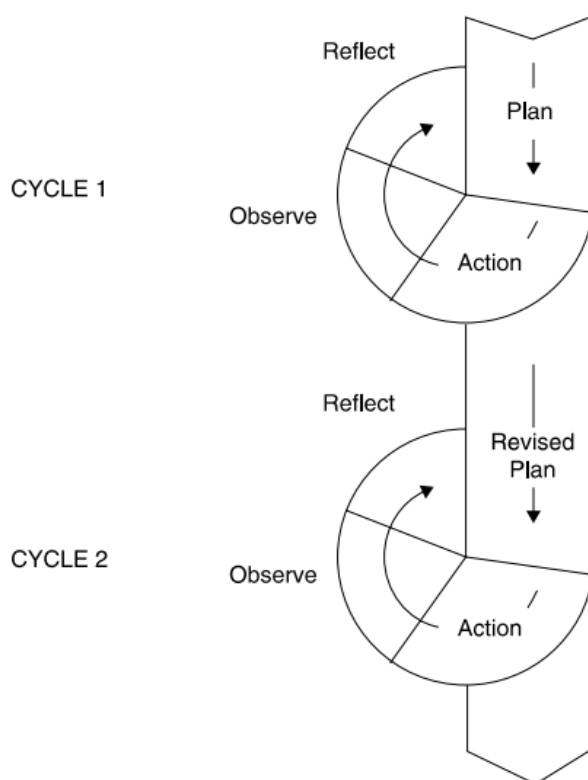 Reflect
Plan
CYCLE 1
Observe
Action
Reflect
Revised
Plan
CYCLE 2
Observe
Action